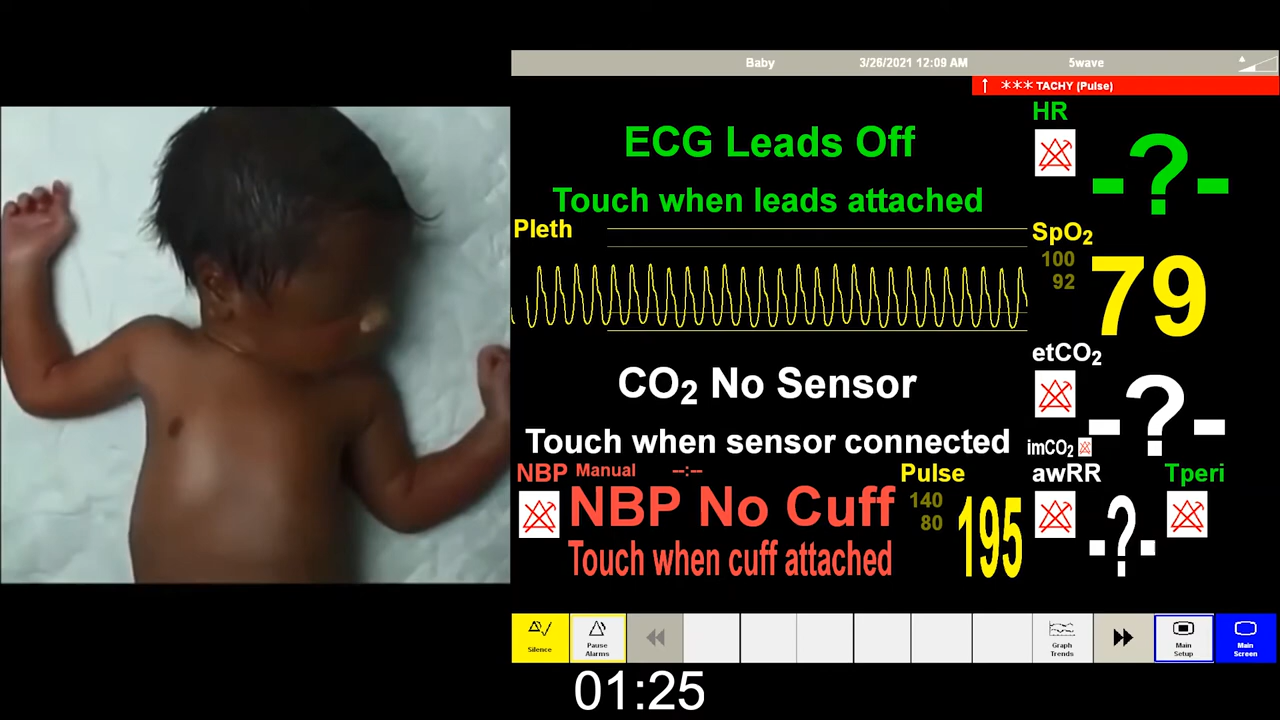 Baby 3/26/2021 12:09 AM 5wave
*** TACHY (Pulse)
HR
ECG Leads Off
-?-
Touch when leads attached
Pleth
SpO₂
100
92
79
etCO₂
CO₂ No Sensor
-?-
Touch when sensor connected
imCO₂
NBP Manual --:--
Pulse
awRR
Tperi
NBP No Cuff
140
80
195
-?-
Touch when cuff attached
Silence
Pause
Alarms
Graph
Trends
Main
Setup
Main
Screen
01:25